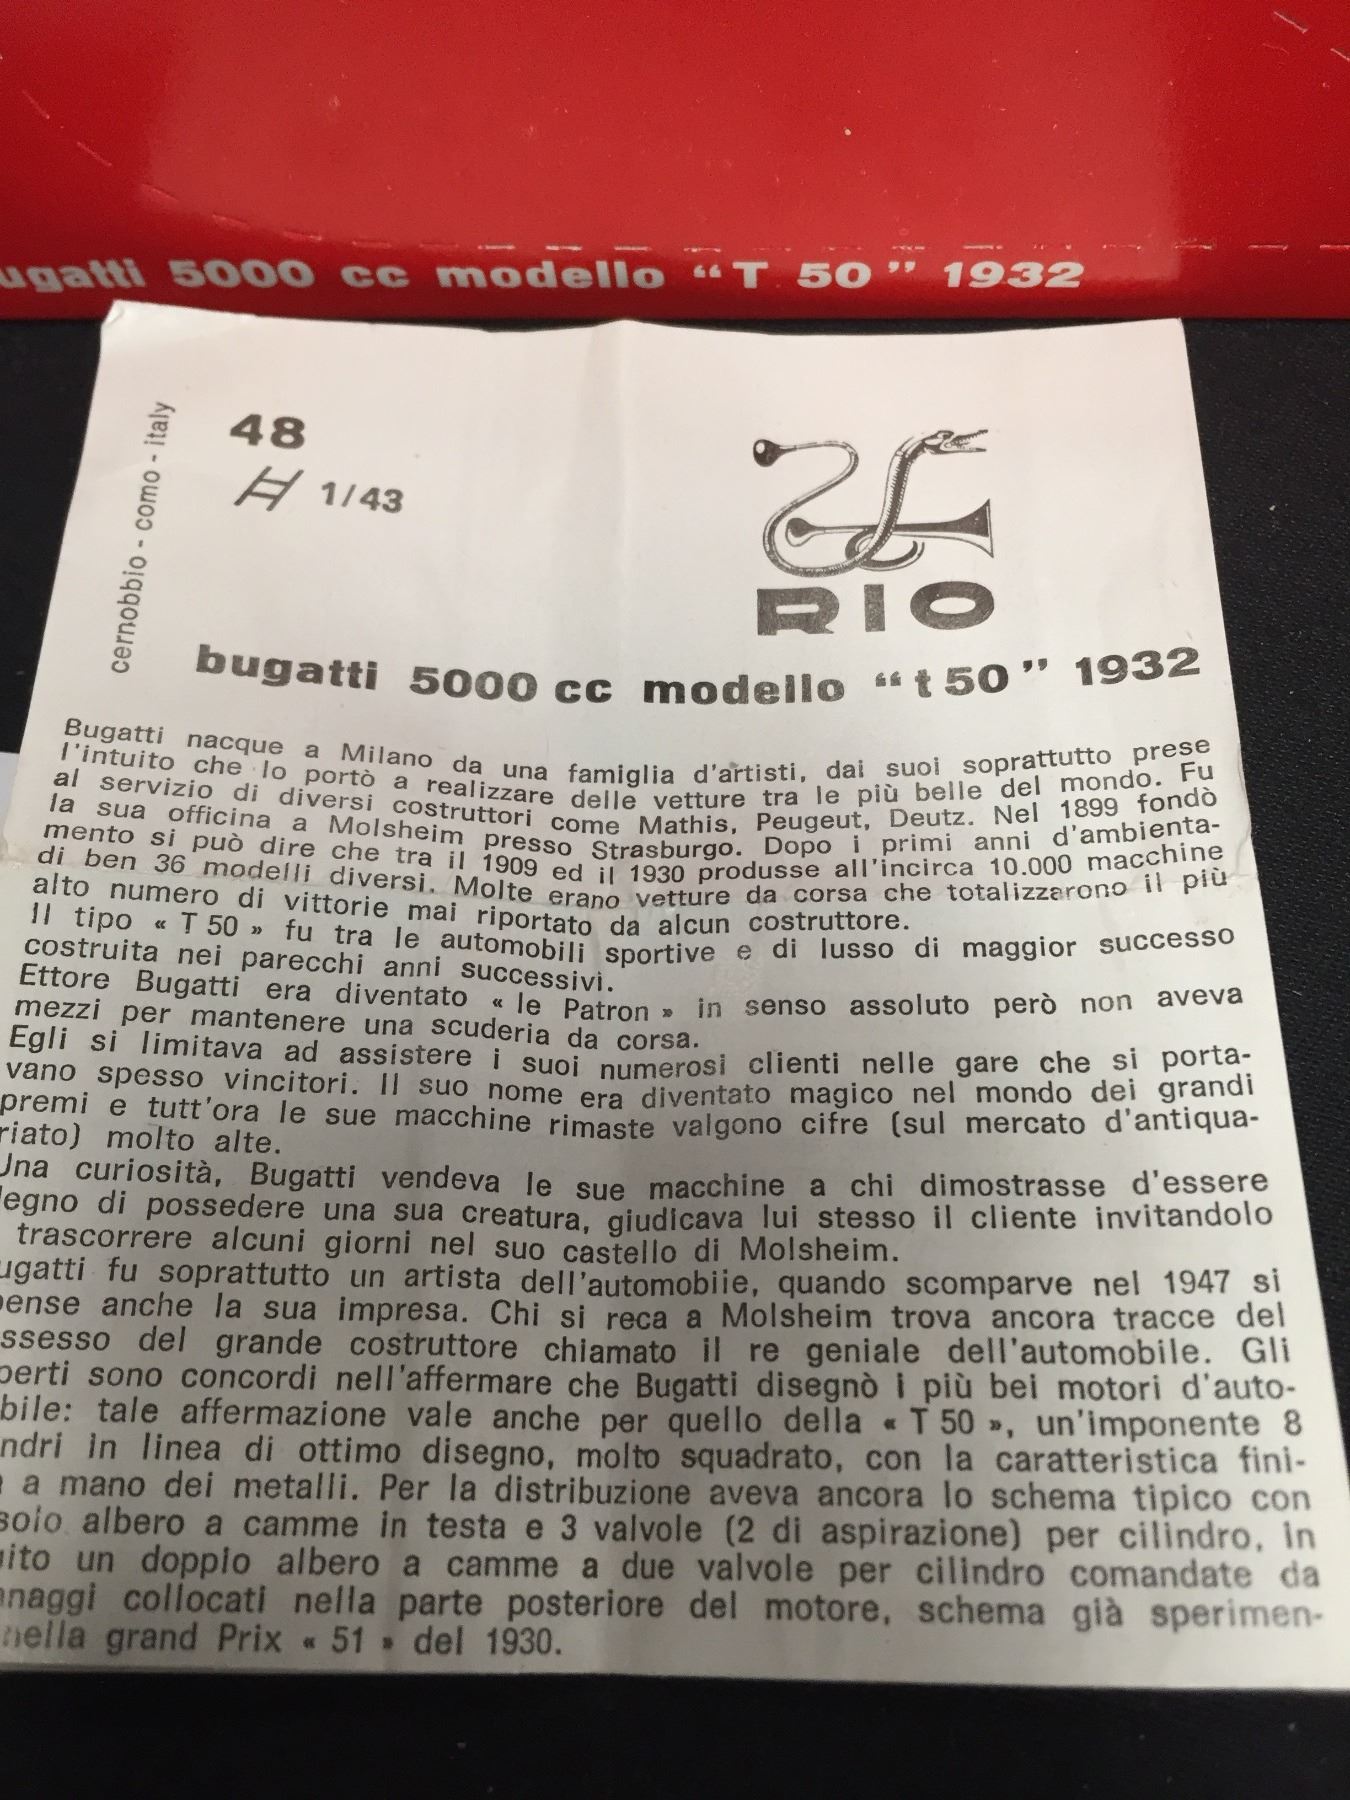 ugatti 5000 cc modello “T 50” 1932
cernobbio - como - italy
48
1/43
RIO
bugatti 5000 cc modello “t 50” 1932
Bugatti nacque a Milano da una famiglia d'artisti, dai suoi soprattutto prese
l'intuito che lo portò a realizzare delle vetture tra le più belle del mondo. Fu
al servizio di diversi costruttori come Mathis, Peugeut, Deutz. Nel 1899 fondò
la sua officina a Molsheim presso Strasburgo. Dopo i primi anni d'ambienta-
mento si può dire che tra il 1909 ed il 1930 produsse all'incirca 10.000 macchine
di ben 36 modelli diversi. Molte erano vetture da corsa che totalizzarono il più
alto numero di vittorie mai riportato da alcun costruttore.
Il tipo « T 50 » fu tra le automobili sportive e di lusso di maggior successo
costruita nei parecchi anni successivi.
Ettore Bugatti era diventato « le Patron » in senso assoluto però non aveva
mezzi per mantenere una scuderia da corsa.
Egli si limitava ad assistere i suoi numerosi clienti nelle gare che si porta-
vano spesso vincitori. Il suo nome era diventato magico nel mondo dei grandi
premi e tutt'ora le sue macchine rimaste valgono cifre (sul mercato d'antiqua-
riato) molto alte.
Una curiosità, Bugatti vendeva le sue macchine a chi dimostrasse d'essere
legno di possedere una sua creatura, giudicava lui stesso il cliente invitandolo
trascorrere alcuni giorni nel suo castello di Molsheim.
ugatti fu soprattutto un artista dell'automobiie, quando scomparve nel 1947 si
pense anche la sua impresa. Chi si reca a Molsheim trova ancora tracce del
ssesso del grande costruttore chiamato il re geniale dell'automobile. Gli
perti sono concordi nell'affermare che Bugatti disegnò i più bei motori d'auto-
bile: tale affermazione vale anche per quello della « T 50 », un'imponente 8
ndri in linea di ottimo disegno, molto squadrato, con la caratteristica fini-
a mano dei metalli. Per la distribuzione aveva ancora lo schema tipico con
soio albero a camme in testa e 3 valvole (2 di aspirazione) per cilindro, in
uito un doppio albero a camme a due valvole per cilindro comandate da
naggi collocati nella parte posteriore del motore, schema già sperimen-
nella grand Prix « 51 » del 1930.